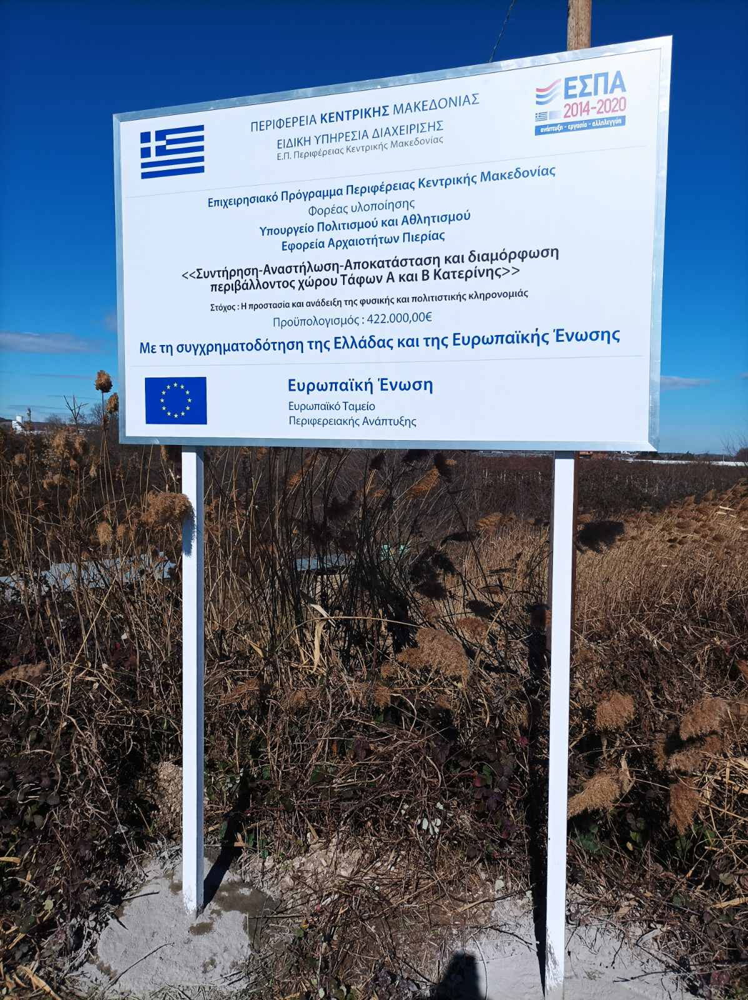 ΠΕΡΙΦΕΡΕΙΑ ΚΕΝΤΡΙΚΗΣ ΜΑΚΕΔΟΝΙΑΣ
ΕΙΔΙΚΗ ΥΠΗΡΕΣΙΑ ΔΙΑΧΕΙΡΙΣΗΣ
Ε.Π. Περιφέρειας Κεντρικής Μακεδονίας
ΕΣΠΑ
2014-2020
ανάπτυξη - εργασία - αλληλεγγύη
Επιχειρησιακό Πρόγραμμα Περιφέρειας Κεντρικής Μακεδονίας
Φορέας υλοποίησης
Υπουργείο Πολιτισμού και Αθλητισμού
Εφορεία Αρχαιοτήτων Πιερίας
<<Συντήρηση-Αναστήλωση-Αποκατάσταση και διαμόρφωση
περιβάλλοντος χώρου Τάφων Α και Β Κατερίνης>>
Στόχος : Η προστασία και ανάδειξη της φυσικής και πολιτιστικής κληρονομιάς
Προϋπολογισμός : 422.000,00€
Με τη συγχρηματοδότηση της Ελλάδας και της Ευρωπαϊκής Ένωσης
Ευρωπαϊκή Ένωση
Ευρωπαϊκό Ταμείο
Περιφερειακής Ανάπτυξης